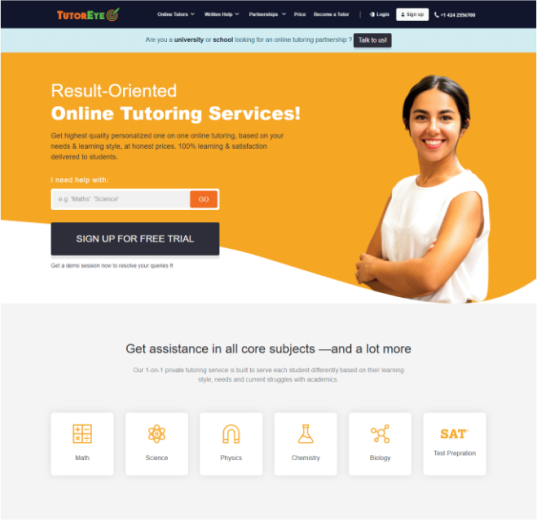 TUTOREYE
Online Tutors Written Help Partnerships Price Become a Tutor | Login Sign up +1 424 2556700
Are you a university or school looking for an online tutoring partnership ? Talk to us!
Result-Oriented
Online Tutoring Services!
Get highest quality personalized one on one online tutoring, based on your
needs & learning style, at honest prices. 100% learning & satisfaction
delivered to students.
I need help with:
e.g. 'Maths' 'Science' GO
SIGN UP FOR FREE TRIAL
Get a demo session now to resolve your queries !!
Get assistance in all core subjects —and a lot more
Our 1-on-1 private tutoring service is built to serve each student differently based on their learning
style, needs and current struggles with academics.
Math
Science
Physics
Chemistry
Biology
SAT
Test Prepration